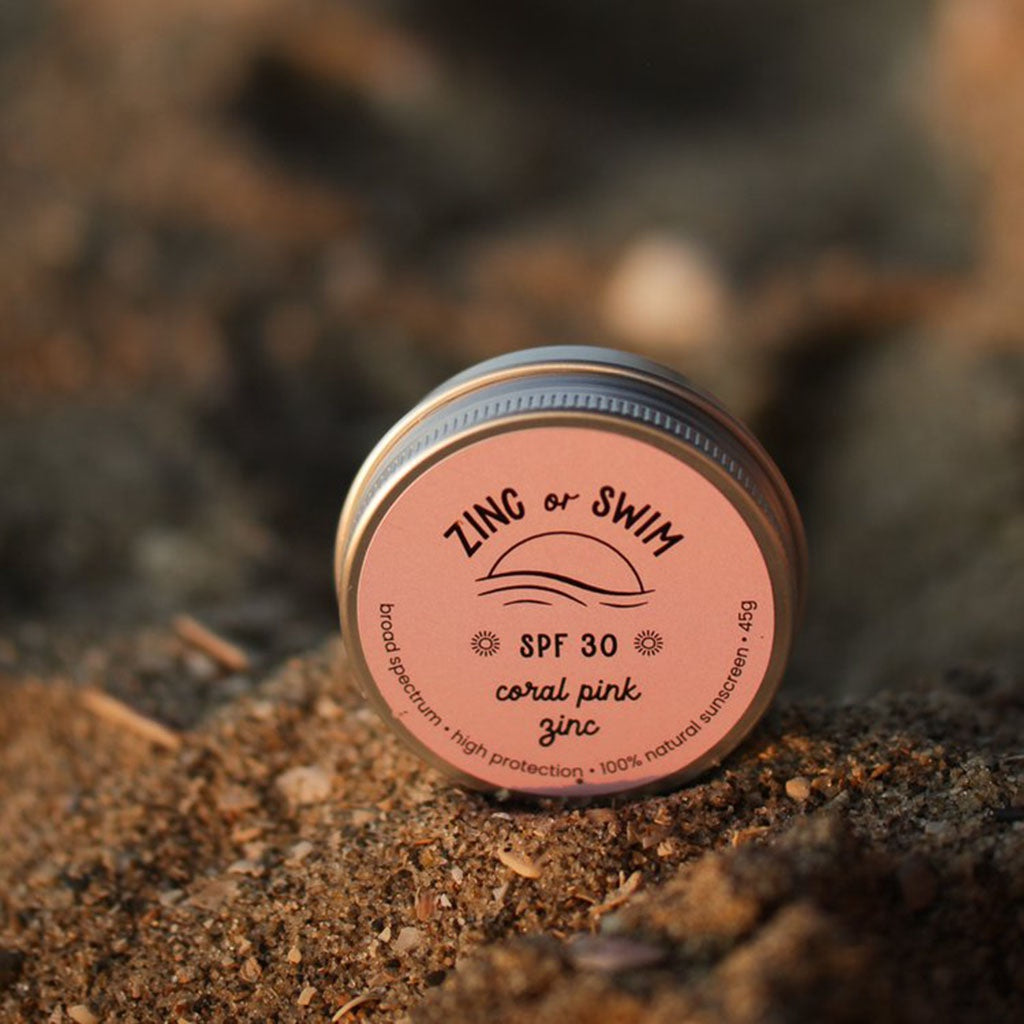 ZINC or SWIM
SPF 30
coral pink
zinc
broad spectrum • high protection • 100% natural sunscreen • 45g